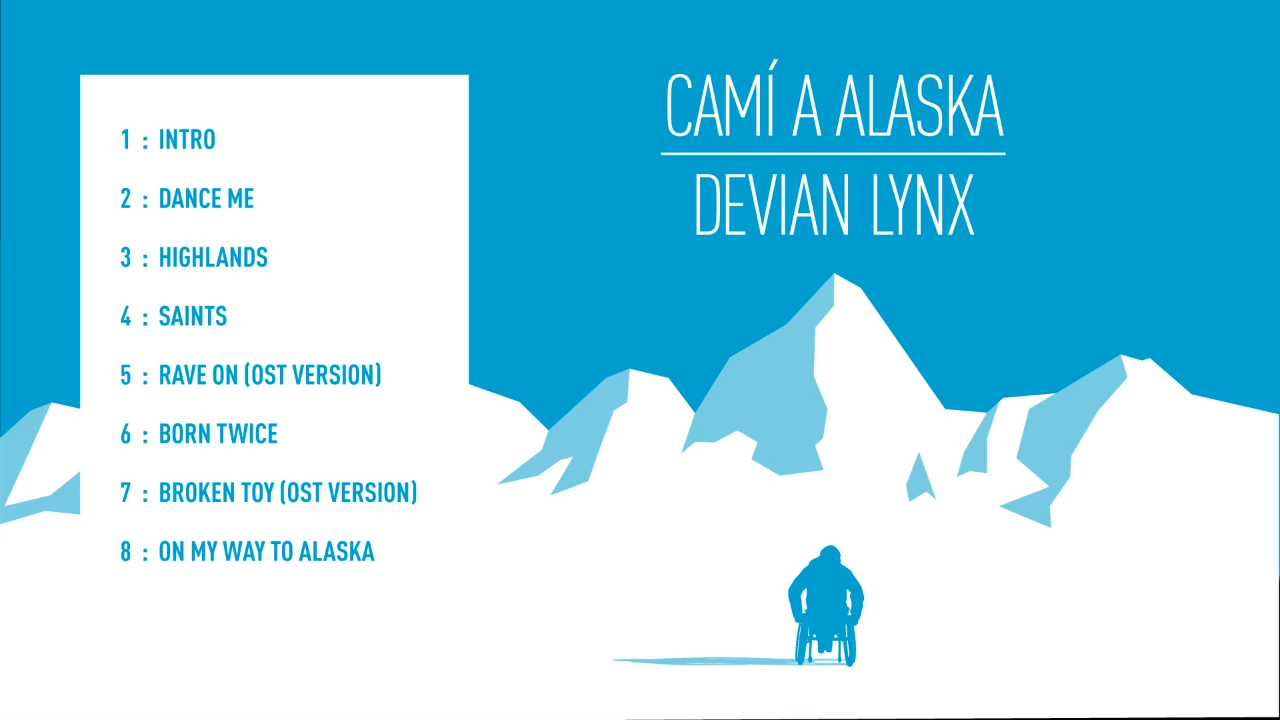 1 : INTRO
2 : DANCE ME
3 : HIGHLANDS
4 : SAINTS
5 : RAVE ON (OST VERSION)
6 : BORN TWICE
7 : BROKEN TOY (OST VERSION)
8 : ON MY WAY TO ALASKA
CAMÍ A ALASKA
DEVIAN LYNX